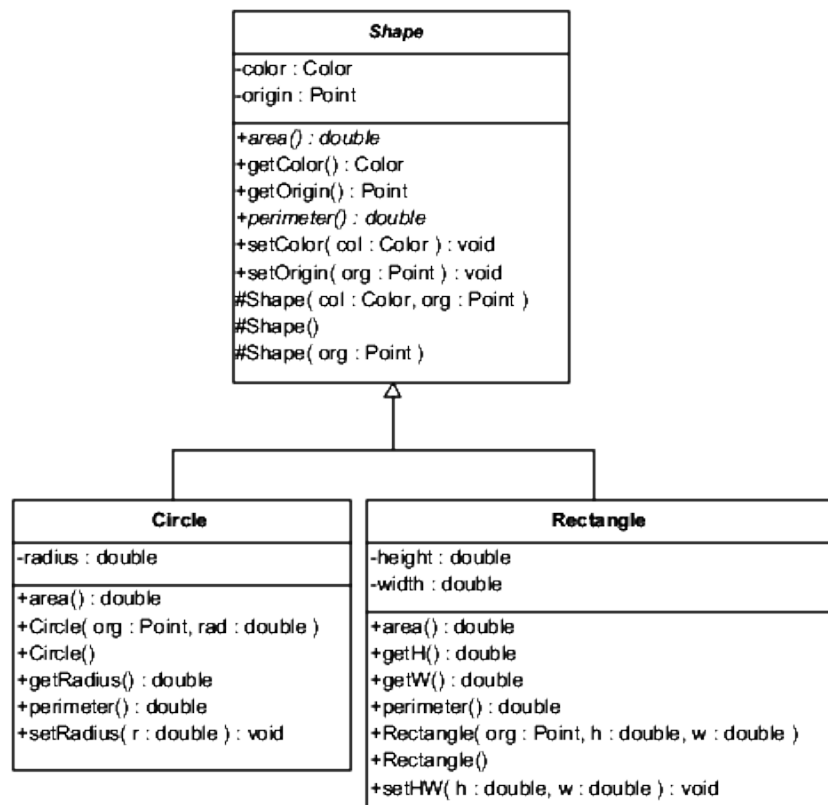 Shape
-color : Color
-origin : Point
+area() : double
+getColor() : Color
+getOrigin() : Point
+perimeter() : double
+setColor( col : Color ) : void
+setOrigin( org : Point ) : void
#Shape( col : Color, org : Point )
#Shape()
#Shape( org : Point )
Circle
-radius : double
+area() : double
+Circle( org : Point, rad : double )
+Circle()
+getRadius() : double
+perimeter() : double
+setRadius( r : double ) : void
Rectangle
-height : double
-width : double
+area() : double
+getH() : double
+getW() : double
+perimeter() : double
+Rectangle( org : Point, h : double, w : double )
+Rectangle()
+setHW( h : double, w : double ) : void